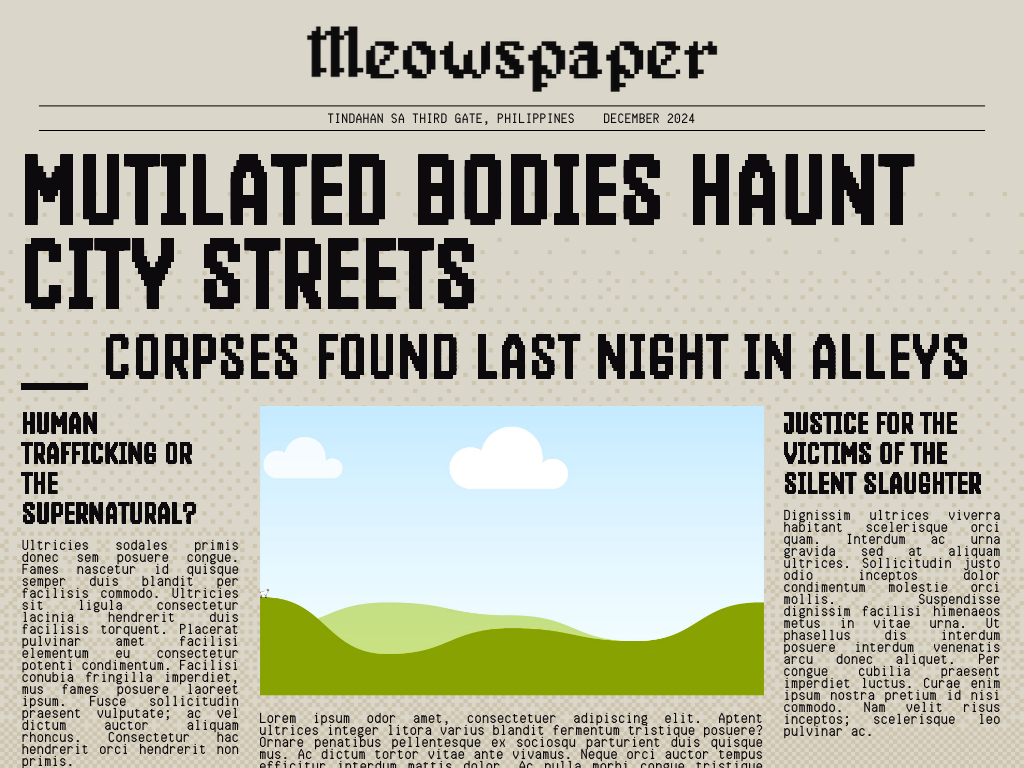 Meowspaper
TINDAHAN SA THIRD GATE, PHILIPPINES DECEMBER 2024
MUTILATED BODIES HAUNT
CITY STREETS
__ CORPSES FOUND LAST NIGHT IN ALLEYS
HUMAN
TRAFFICKING OR
THE
SUPERNATURAL?
Ultricies sodales primis
donec sem posuere congue.
Fames nascetur id quisque
semper duis blandit per
facilisis commodo. Ultricies
sit ligula consectetur
lacinia hendrerit duis
facilisis torquent. Placerat
pulvinar amet facilisi
elementum eu consectetur
potenti condimentum. Facilisi
conubia fringilla imperdiet,
mus fames posuere laoreet
ipsum. Fusce sollicitudin
praesent vulputate; ac vel
dictum auctor aliquam
rhoncus. Consectetur hac
hendrerit orci hendrerit non
primis.
Lorem ipsum odor amet, consectetuer adipiscing elit. Aptent
ultrices integer litora varius blandit fermentum tristique posuere?
Ornare penatibus pellentesque ex sociosqu parturient duis quisque
mus. Ac dictum tortor vitae ante vivamus. Neque orci auctor tempus
efficitur interdum mattis dolor. Ac nulla morbi congue tristique
JUSTICE FOR THE
VICTIMS OF THE
SILENT SLAUGHTER
Dignissim ultrices viverra
habitant scelerisque orci
quam. Interdum ac urna
gravida sed at aliquam
ultrices. Sollicitudin justo
odio inceptos dolor
condimentum molestie orci
mollis. Suspendisse
dignissim facilisi himenaeos
metus in vitae urna. Ut
phasellus dis interdum
posuere interdum venenatis
arcu donec aliquet. Per
congue cubilia praesent
imperdiet luctus. Curae enim
ipsum nostra pretium id nisi
commodo. Nam velit risus
inceptos; scelerisque leo
pulvinar ac.